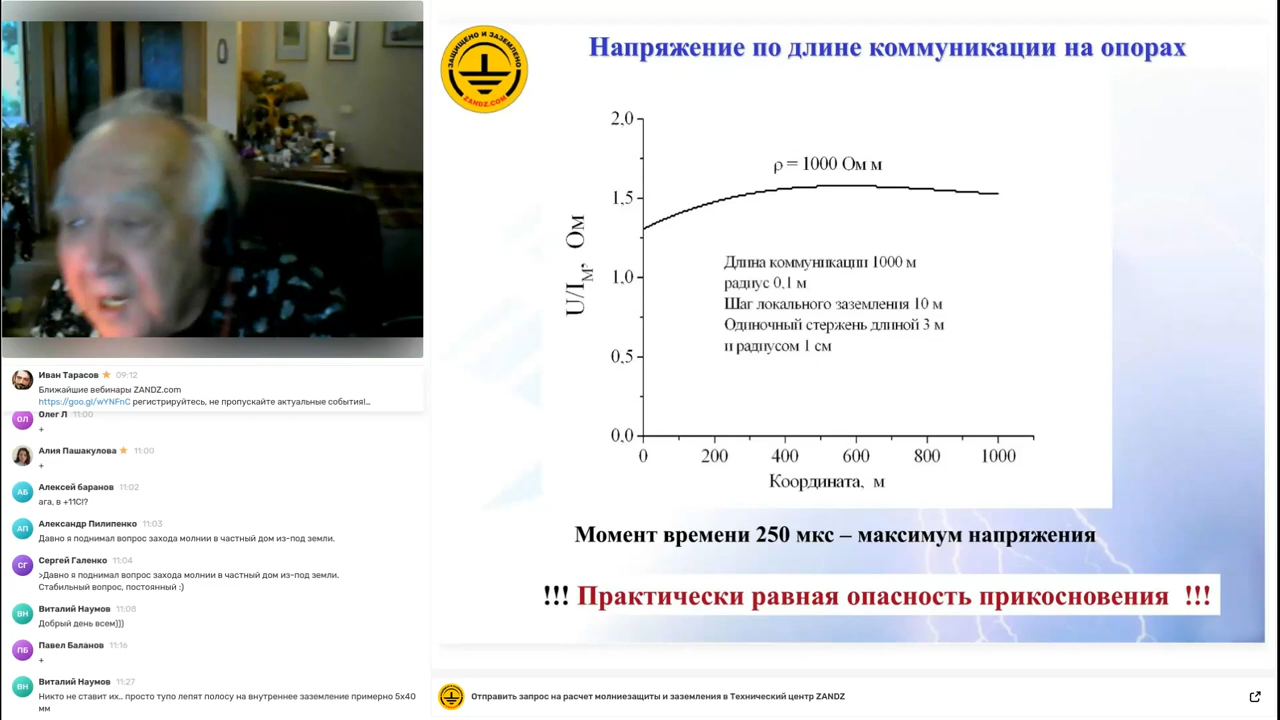 Напряжение по длине коммуникации на опорах
ЗАЩИЩЕНО И ЗАЗЕМЛЕНО
ZANDZ.COM
2,0
1,5
1,0
0,5
0,0
U/Iм, Ом
ρ = 1000 Ом м
Длина коммуникации 1000 м
радиус 0,1 м
Шаг локального заземления 10 м
Одиночный стержень длиной 3 м
и радиусом 1 см
0 200 400 600 800 1000
Координата, м
Момент времени 250 мкс – максимум напряжения
!!! Практически равная опасность прикосновения !!!
Отправить запрос на расчет молниезащиты и заземления в Технический центр ZANDZ
Иван Тарасов 09:12
Ближайшие вебинары ZANDZ.com
https://goo.gl/wYNFnC регистрируйтесь, не пропускайте актуальные события!…
ОЛ Олег Л 11:00
+
Алия Пашакулова 11:00
+
АБ Алексей баранов 11:02
ага, в +11С!?
АП Александр Пилипенко 11:03
Давно я поднимал вопрос захода молнии в частный дом из-под земли.
СГ Сергей Галенко 11:04
>Давно я поднимал вопрос захода молнии в частный дом из-под земли.
Стабильный вопрос, постоянный :)
ВН Виталий Наумов 11:08
Добрый день всем)))
ПБ Павел Баланов 11:16
+
ВН Виталий Наумов 11:27
Никто не ставит их.. просто тупо лепят полосу на внутреннее заземление примерно 5х40
мм